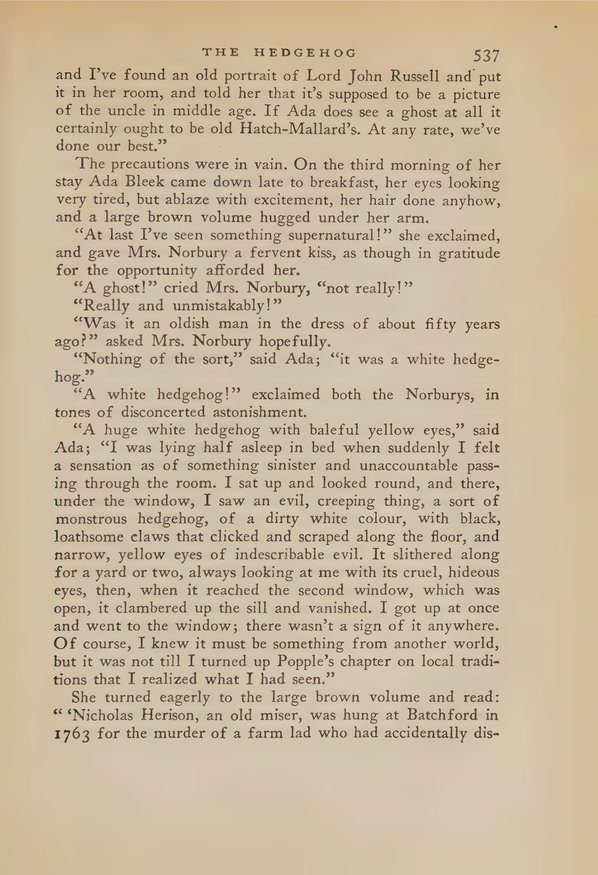 THE HEDGEHOG 537
and I've found an old portrait of Lord John Russell and put
it in her room, and told her that it's supposed to be a picture
of the uncle in middle age. If Ada does see a ghost at all it
certainly ought to be old Hatch-Mallard's. At any rate, we've
done our best.”
The precautions were in vain. On the third morning of her
stay Ada Bleek came down late to breakfast, her eyes looking
very tired, but ablaze with excitement, her hair done anyhow,
and a large brown volume hugged under her arm.
“At last I've seen something supernatural!” she exclaimed,
and gave Mrs. Norbury a fervent kiss, as though in gratitude
for the opportunity afforded her.
“A ghost!” cried Mrs. Norbury, “not really!”
“Really and unmistakably!”
“Was it an oldish man in the dress of about fifty years
ago?” asked Mrs. Norbury hopefully.
“Nothing of the sort,” said Ada; “it was a white hedge-
hog.”
“A white hedgehog!” exclaimed both the Norburys, in
tones of disconcerted astonishment.
“A huge white hedgehog with baleful yellow eyes,” said
Ada; “I was lying half asleep in bed when suddenly I felt
a sensation as of something sinister and unaccountable pass-
ing through the room. I sat up and looked round, and there,
under the window, I saw an evil, creeping thing, a sort of
monstrous hedgehog, of a dirty white colour, with black,
loathsome claws that clicked and scraped along the floor, and
narrow, yellow eyes of indescribable evil. It slithered along
for a yard or two, always looking at me with its cruel, hideous
eyes, then, when it reached the second window, which was
open, it clambered up the sill and vanished. I got up at once
and went to the window; there wasn't a sign of it anywhere.
Of course, I knew it must be something from another world,
but it was not till I turned up Popple's chapter on local tradi-
tions that I realized what I had seen.”
She turned eagerly to the large brown volume and read:
“ ‘Nicholas Herison, an old miser, was hung at Batchford in
1763 for the murder of a farm lad who had accidentally dis-